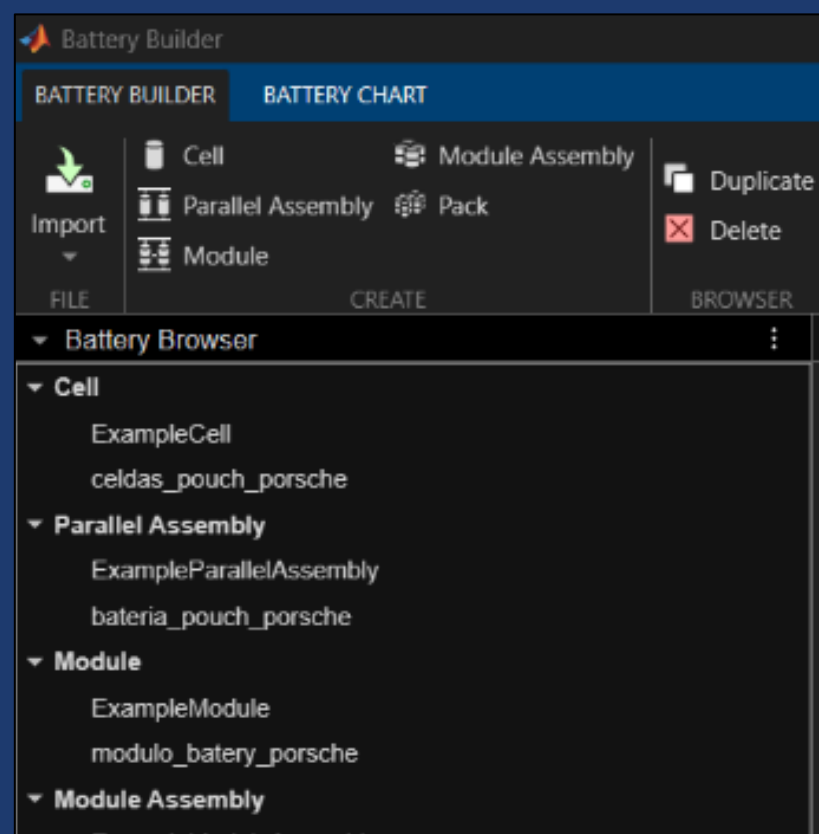 Battery Builder
BATTERY BUILDER BATTERY CHART
Import
FILE
Cell
Parallel Assembly
Module
Module Assembly
Pack
CREATE
Duplicate
Delete
BROWSER
Battery Browser
Cell
ExampleCell
celdas_pouch_porsche
Parallel Assembly
ExampleParallelAssembly
bateria_pouch_porsche
Module
ExampleModule
modulo_batery_porsche
Module Assembly